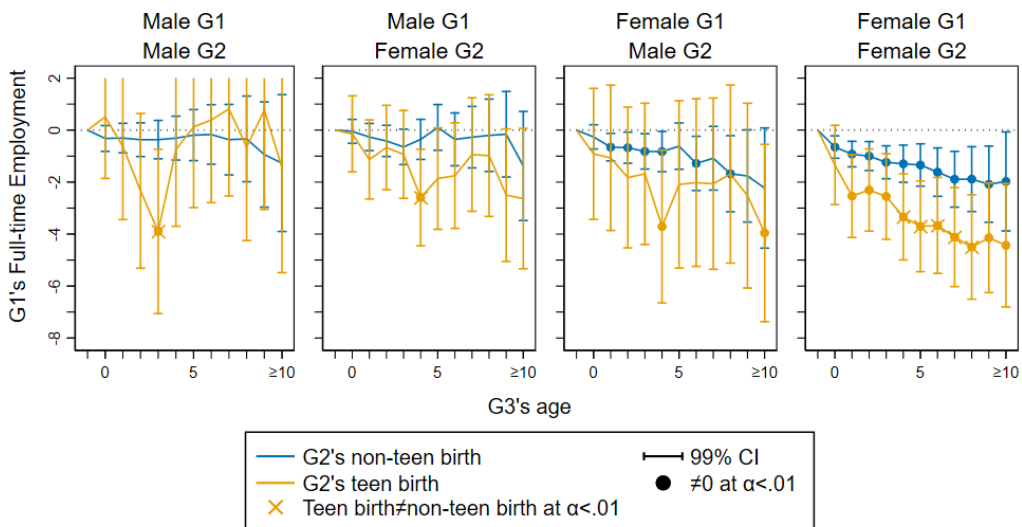 Male G1
Male G2
Male G1
Female G2
Female G1
Male G2
Female G1
Female G2
G1's Full-time Employment
2
0
-2
-4
-6
-8
0
5
≥10
0
5
≥10
0
5
≥10
0
5
≥10
G3's age
G2's non-teen birth
G2's teen birth
Teen birth≠non-teen birth at α<.01
99% CI
≠0 at α<.01